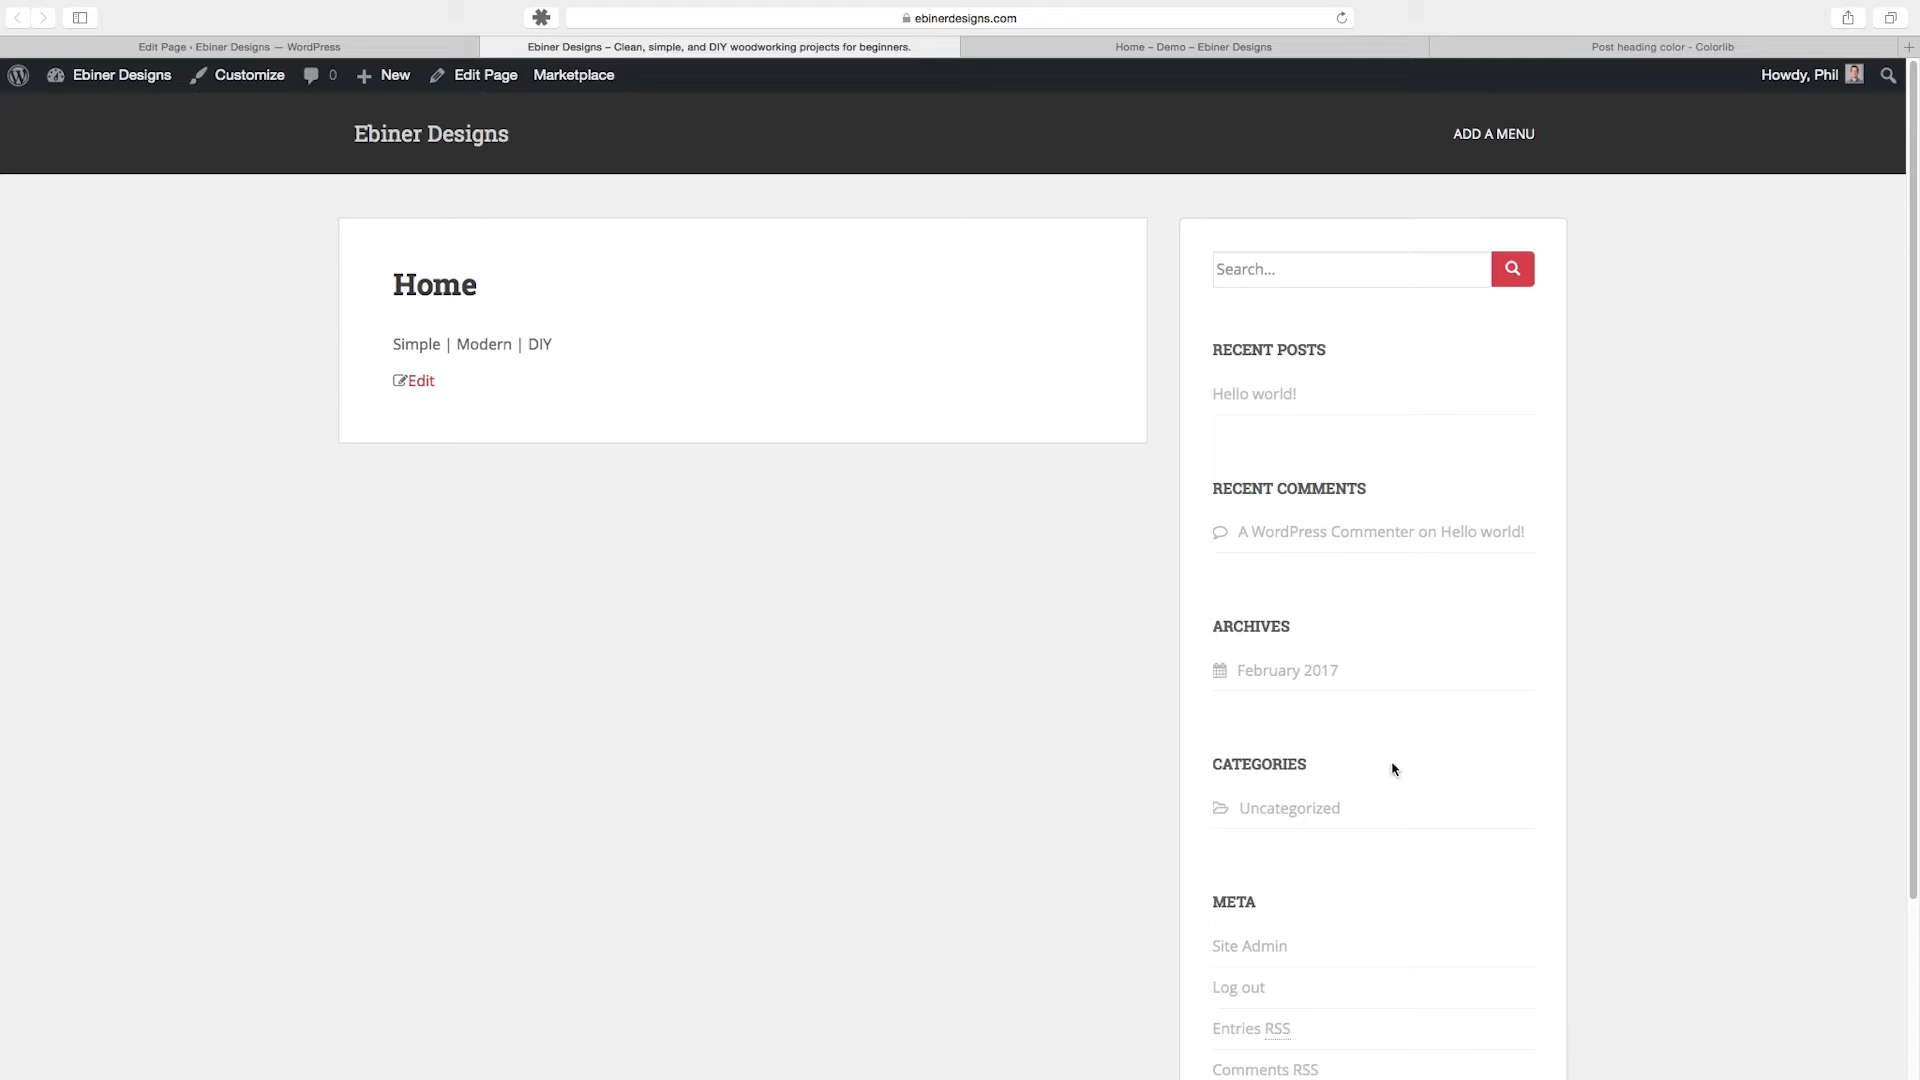 ebinerdesigns.com
Edit Page ‹ Ebiner Designs — WordPress
Ebiner Designs – Clean, simple, and DIY woodworking projects for beginners.
Home – Demo – Ebiner Designs
Post heading color - Colorlib
Ebiner Designs
Customize
0
New
Edit Page
Marketplace
Howdy, Phil
Ebiner Designs
ADD A MENU
Home
Simple | Modern | DIY
Edit
Search...
RECENT POSTS
Hello world!
RECENT COMMENTS
A WordPress Commenter on Hello world!
ARCHIVES
February 2017
CATEGORIES
Uncategorized
META
Site Admin
Log out
Entries RSS
Comments RSS